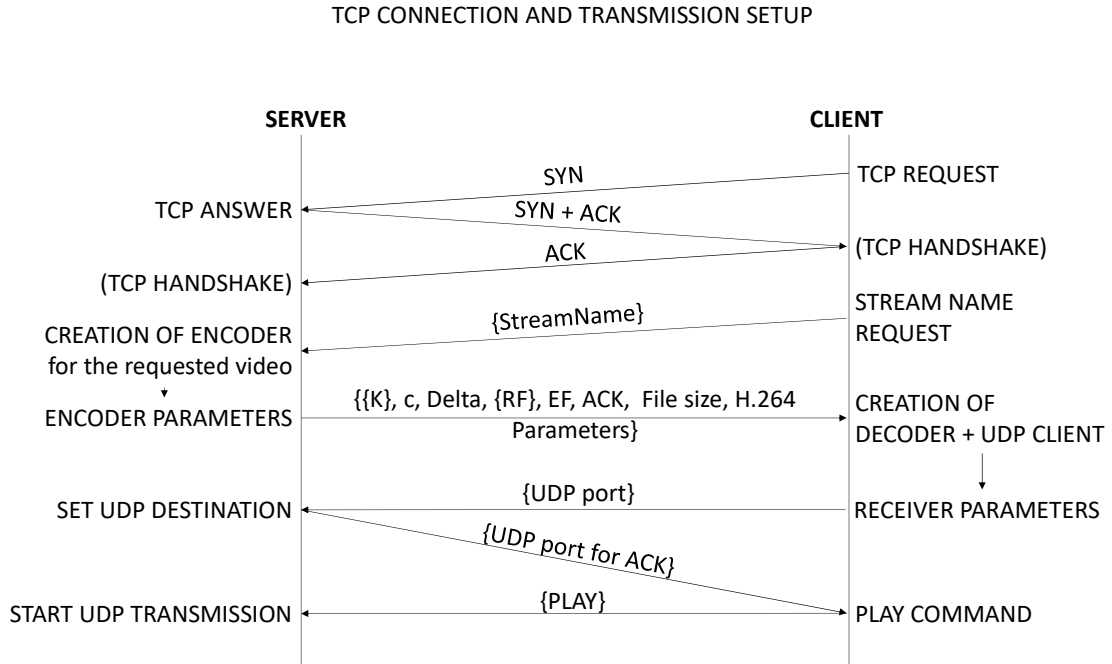 TCP CONNECTION AND TRANSMISSION SETUP
SERVER
CLIENT
SYN
TCP REQUEST
TCP ANSWER
SYN + ACK
ACK
(TCP HANDSHAKE)
(TCP HANDSHAKE)
{StreamName}
STREAM NAME
REQUEST
CREATION OF ENCODER
for the requested video
ENCODER PARAMETERS
{{K}, c, Delta, {RF}, EF, ACK,  File size, H.264
Parameters}
CREATION OF
DECODER + UDP CLIENT
{UDP port}
SET UDP DESTINATION
RECEIVER PARAMETERS
{UDP port for ACK}
{PLAY}
START UDP TRANSMISSION
PLAY COMMAND